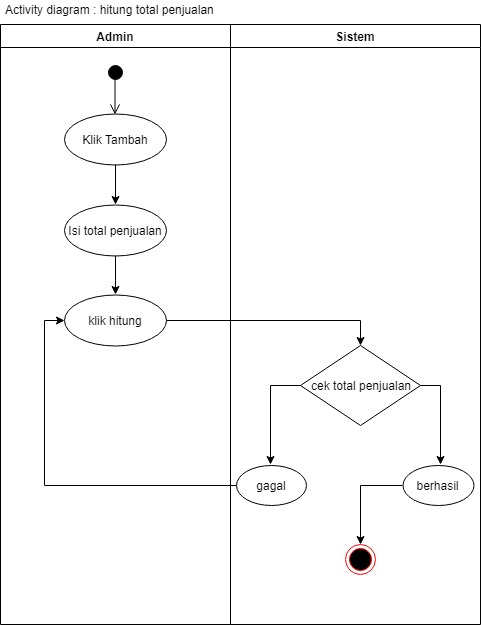 Activity diagram : hitung total penjualan
Admin
Sistem
Klik Tambah
Isi total penjualan
klik hitung
cek total penjualan
gagal
berhasil